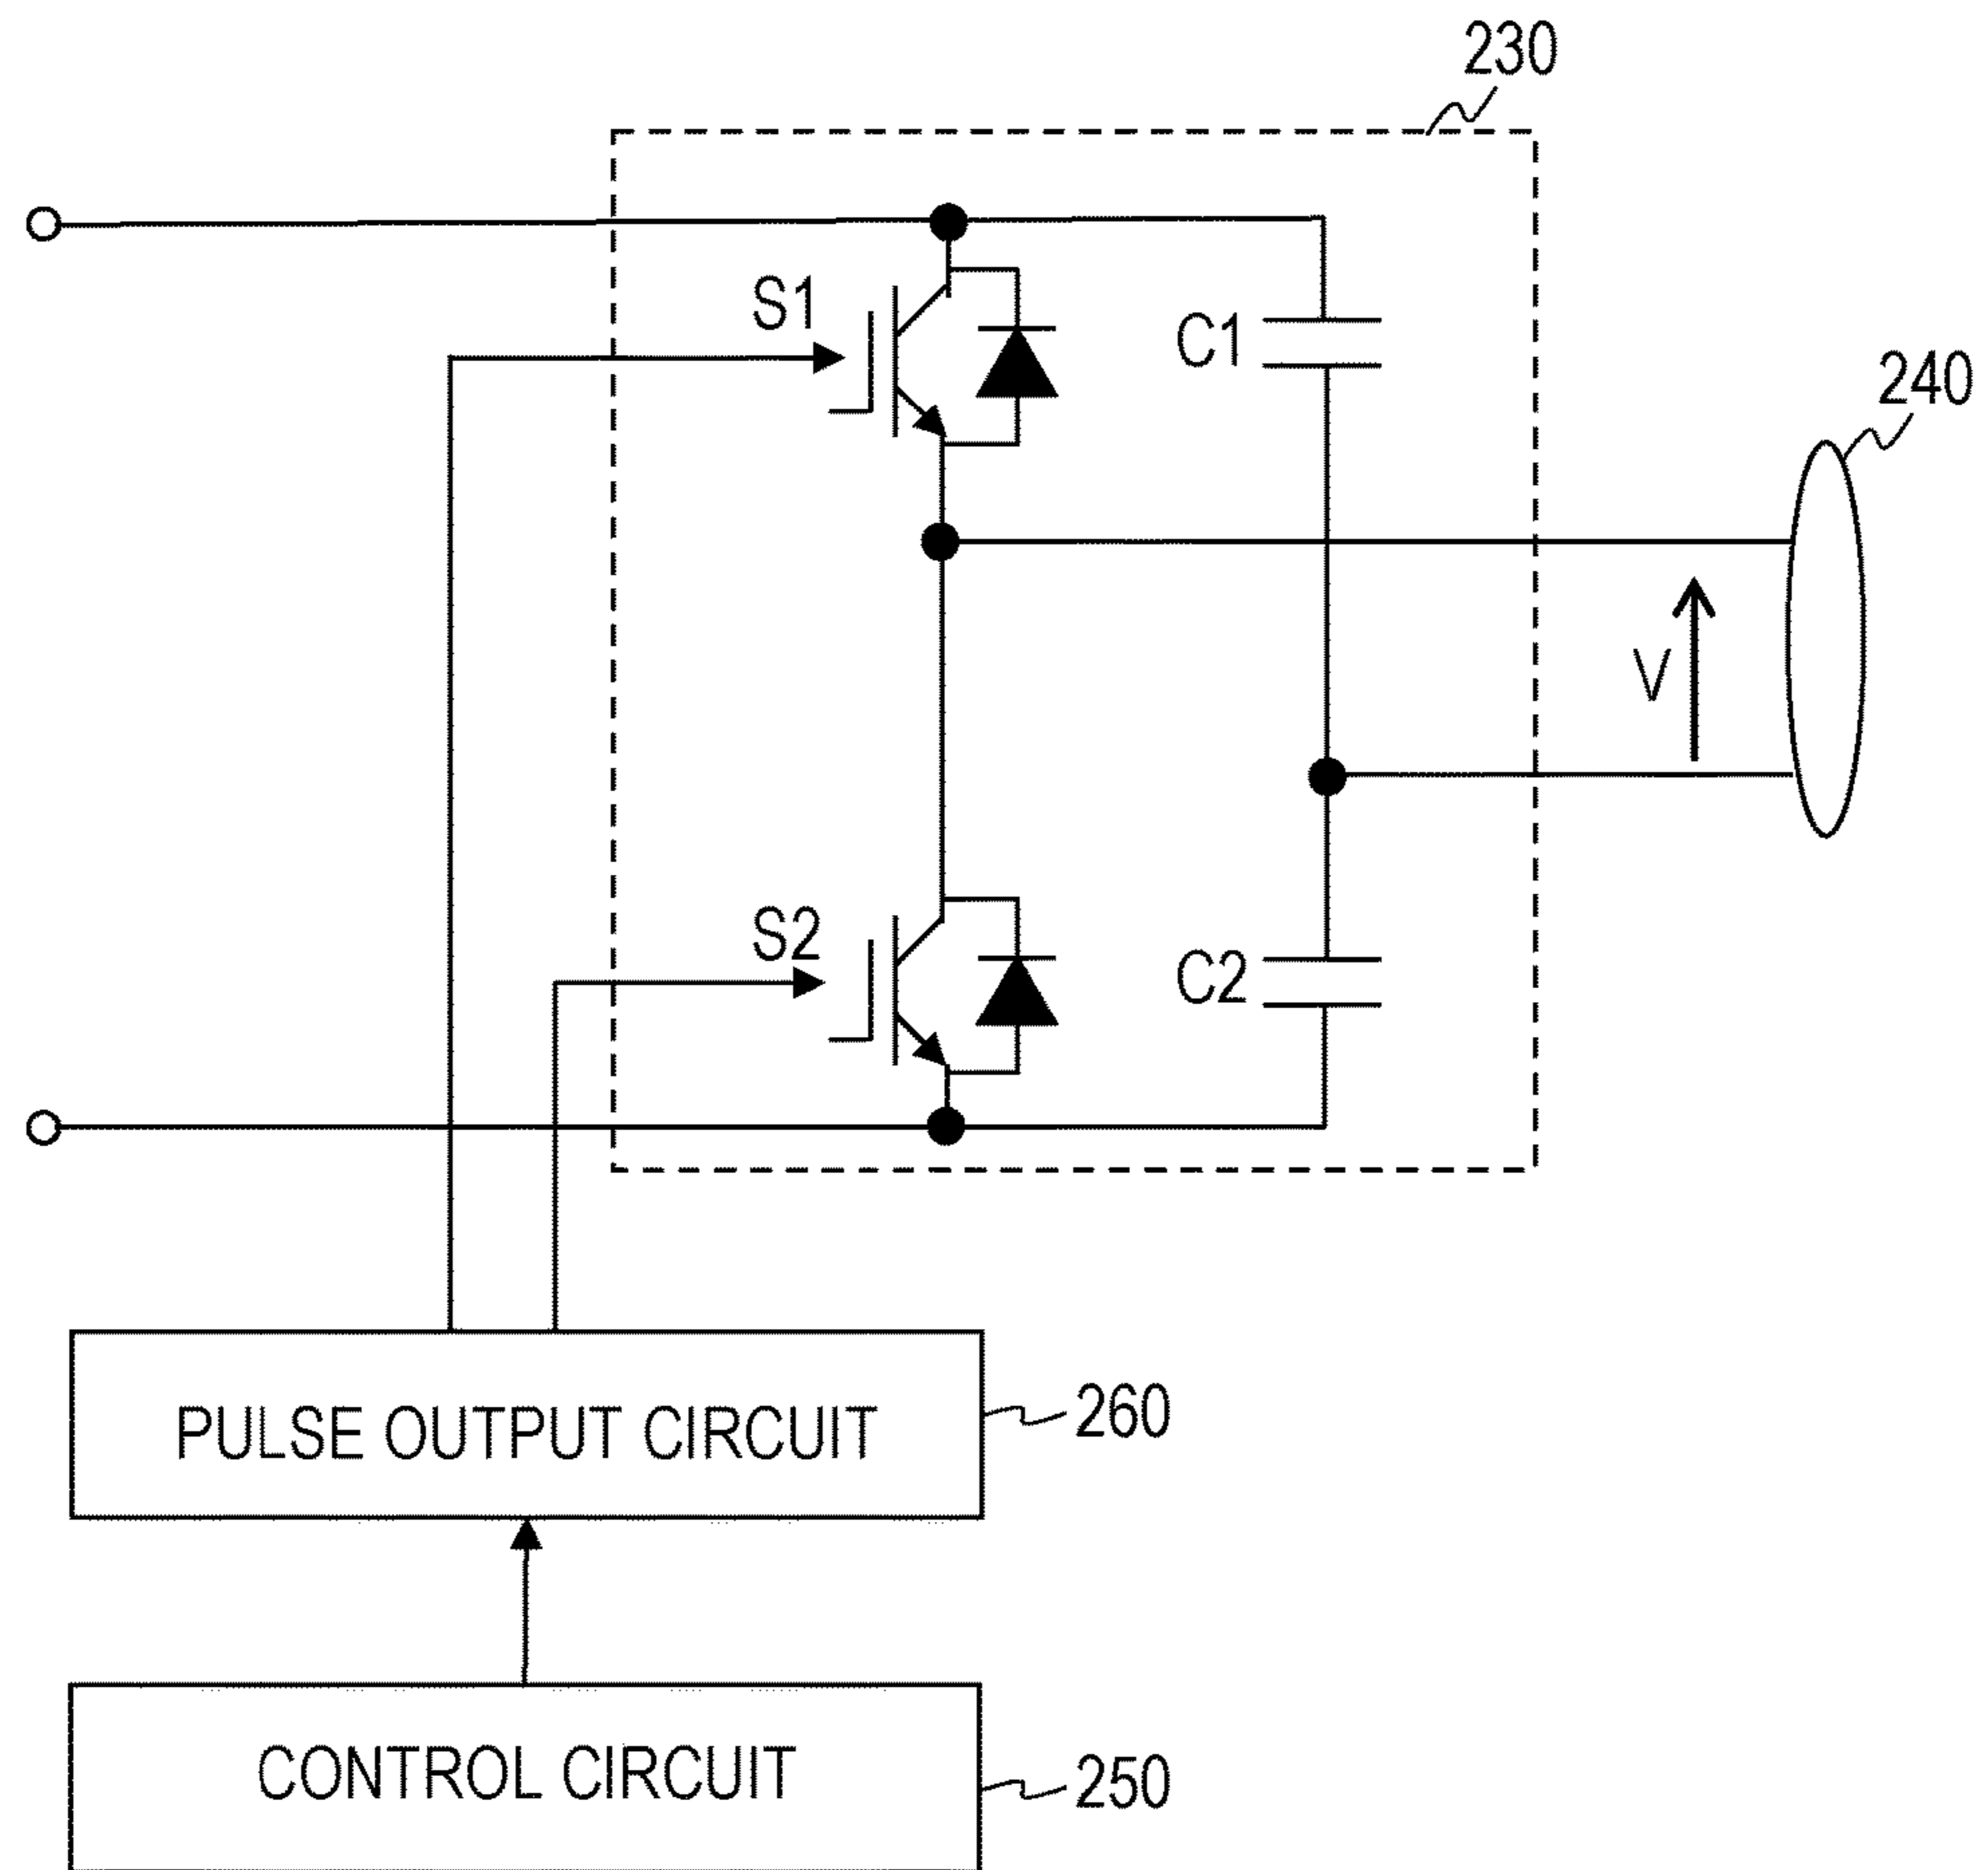 230
S1
C1
240
V
S2
C2
PULSE OUTPUT CIRCUIT
260
CONTROL CIRCUIT
250